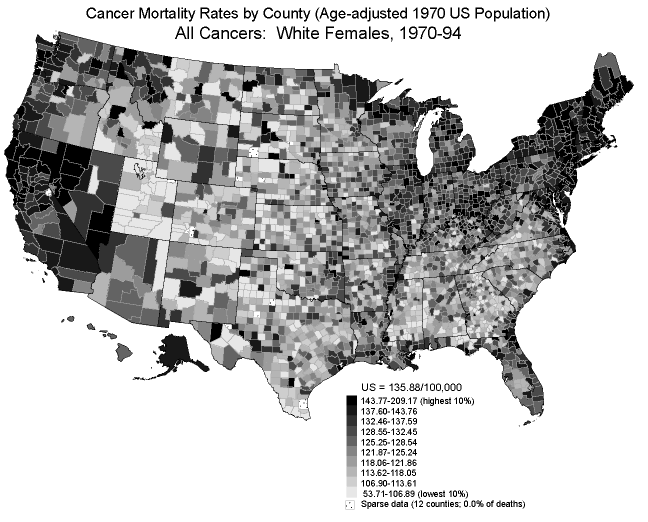 Cancer Mortality Rates by County (Age-adjusted 1970 US Population)
All Cancers: White Females, 1970-94
US = 135.88/100,000
143.77-209.17 (highest 10%)
137.60-143.76
132.46-137.59
128.55-132.45
125.25-128.54
121.87-125.24
118.06-121.86
113.62-118.05
106.90-113.61
53.71-106.89 (lowest 10%)
Sparse data (12 counties; 0.0% of deaths)